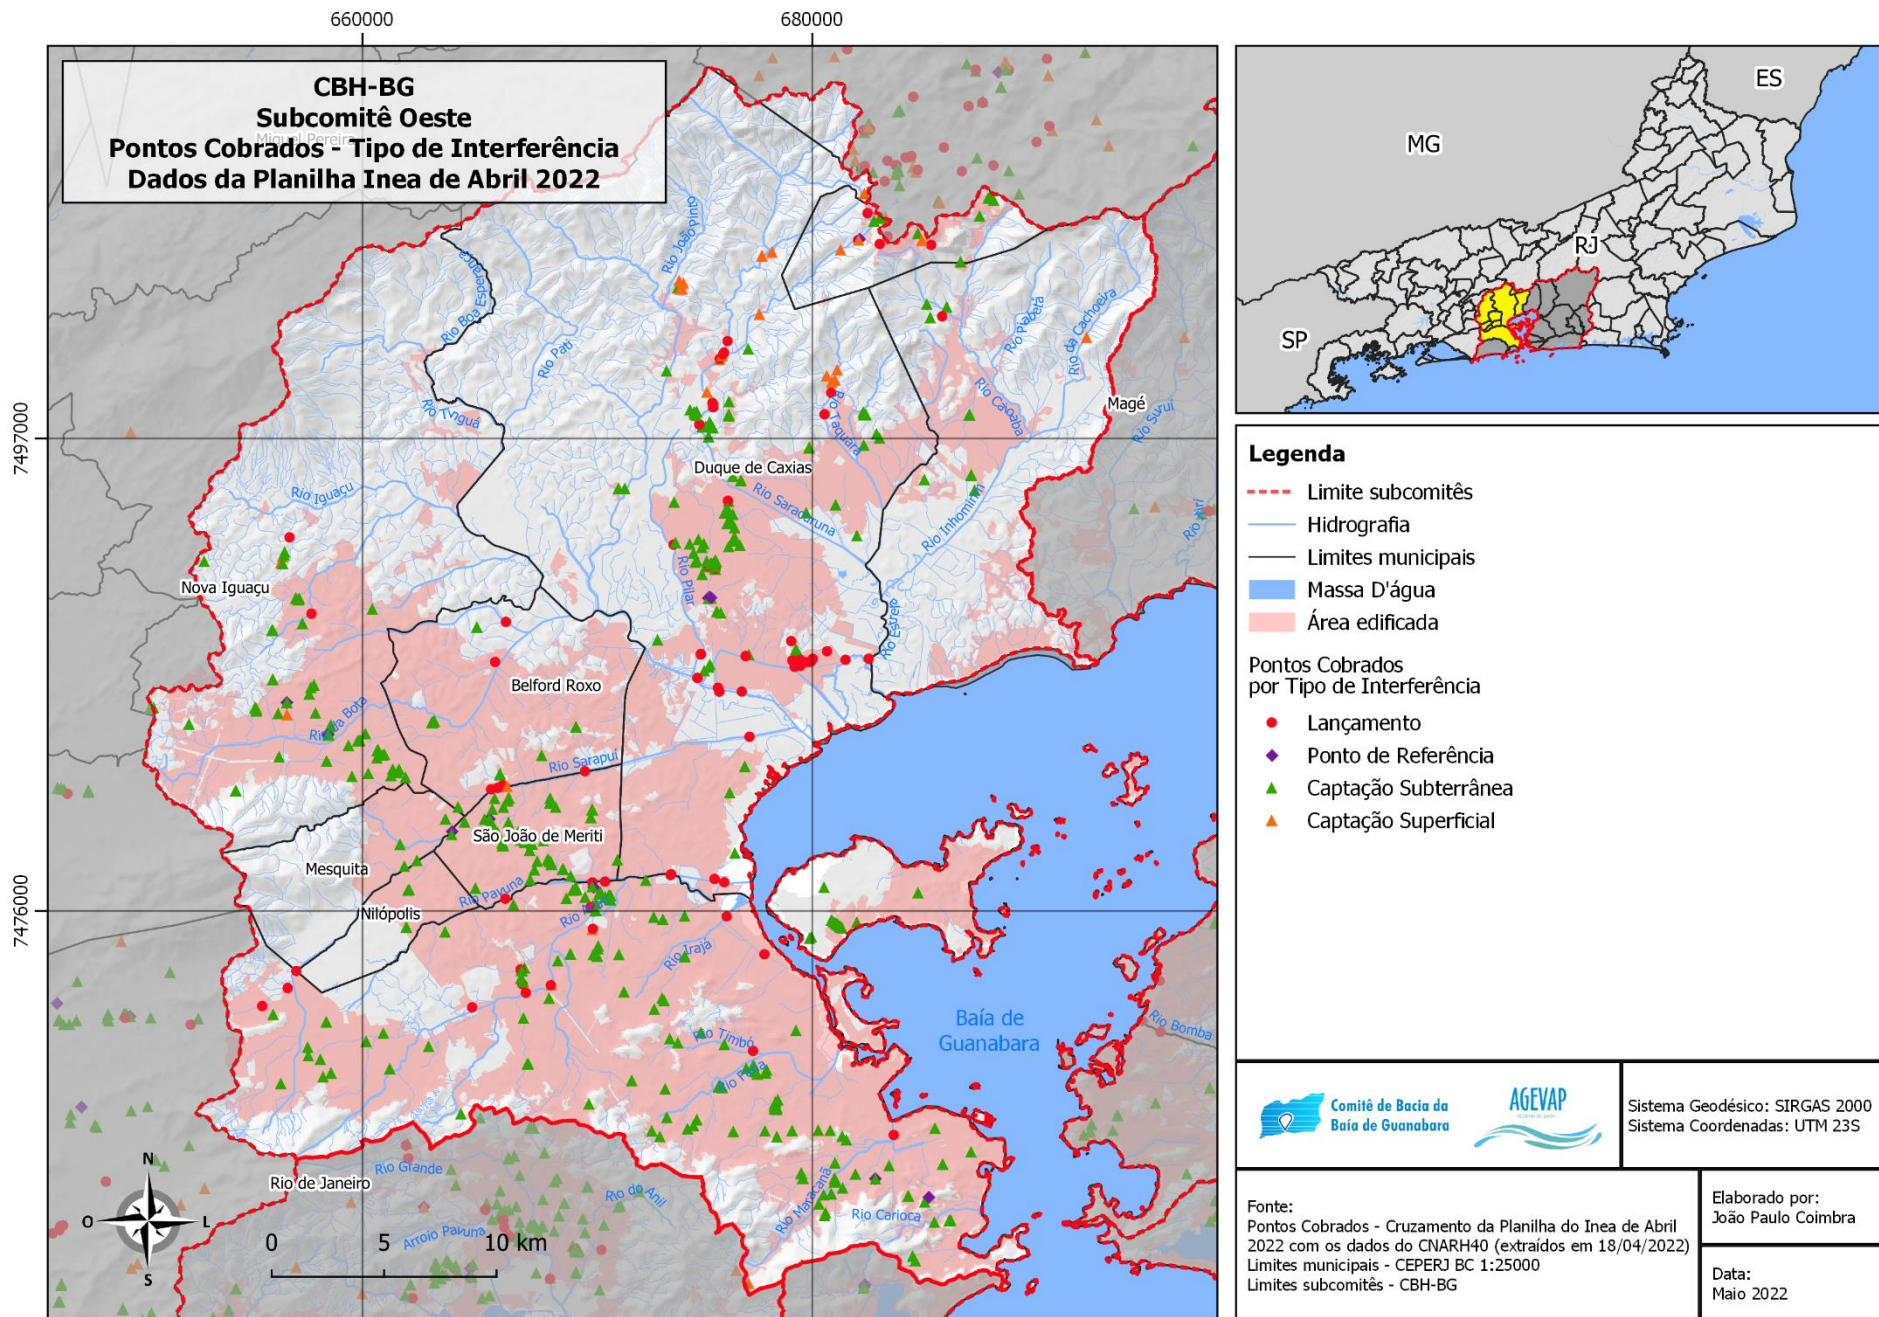 660000
680000
CBH-BG
Subcomitê Oeste
Miguel Pereira
Pontos Cobrados - Tipo de Interferência
Dados da Planilha Inea de Abril 2022
7497000
7476000
Rio João Pinto
Rio Boa Esperança
Rio Pati
Rio Tinguá
Rio Iguaçu
Rio Piabetá
Rio da Cachoeira
Rio Caioaba
Magé
Rio Suruí
Rio Taquara
Duque de Caxias
Rio Saracuruna
Rio Inhomirim
Rio Pilar
Rio Estrela
Nova Iguaçu
Belford Roxo
Rio da Bota
Rio Sarapuí
São João de Meriti
Mesquita
Nilópolis
Rio Pavuna
Rio Irajá
Rio Timbó
Baía de
Guanabara
Rio Bomba
Rio de Janeiro
Rio Grande
Rio do Anil
Arroio Pavuna
Rio Maracanã
Rio Carioca
N
O
L
S
0
5
10 km
ES
MG
RJ
SP
Legenda
Limite subcomitês
Hidrografia
Limites municipais
Massa D'água
Área edificada
Pontos Cobrados
por Tipo de Interferência
Lançamento
Ponto de Referência
Captação Subterrânea
Captação Superficial
Comitê de Bacia da
Baía de Guanabara
AGEVAP
Sistema Geodésico: SIRGAS 2000
Sistema Coordenadas: UTM 23S
Fonte:
Pontos Cobrados - Cruzamento da Planilha do Inea de Abril
2022 com os dados do CNARH40 (extraídos em 18/04/2022)
Limites municipais - CEPERJ BC 1:25000
Limites subcomitês - CBH-BG
Elaborado por:
João Paulo Coimbra
Data:
Maio 2022